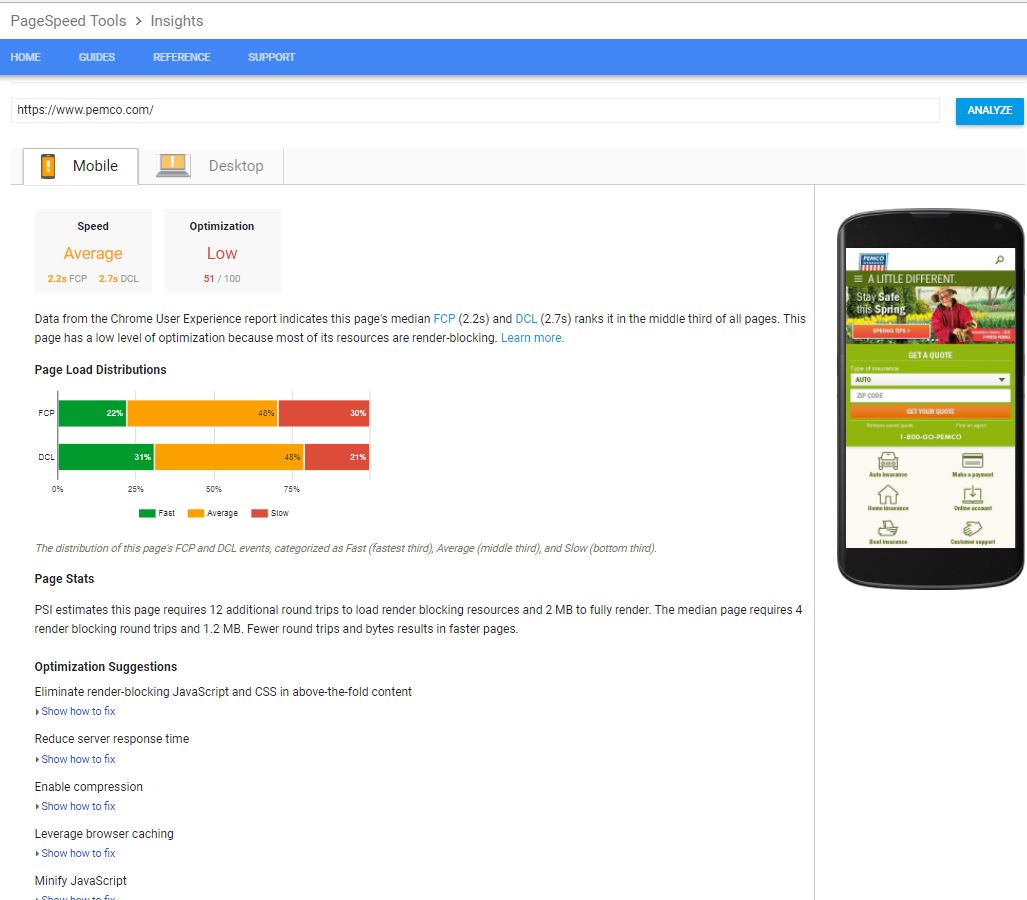 PageSpeed Tools > Insights
HOME GUIDES REFERENCE SUPPORT
https://www.pemco.com/
ANALYZE
Mobile Desktop
Speed
Average
2.2s FCP 2.7s DCL
Optimization
Low
51 / 100
Data from the Chrome User Experience report indicates this page's median FCP (2.2s) and DCL (2.7s) ranks it in the middle third of all pages. This
page has a low level of optimization because most of its resources are render-blocking. Learn more.
Page Load Distributions
FCP 22% 48% 30%
DCL 31% 48% 21%
0% 25% 50% 75%
Fast Average Slow
The distribution of this page's FCP and DCL events, categorized as Fast (fastest third), Average (middle third), and Slow (bottom third).
Page Stats
PSI estimates this page requires 12 additional round trips to load render blocking resources and 2 MB to fully render. The median page requires 4
render blocking round trips and 1.2 MB. Fewer round trips and bytes results in faster pages.
Optimization Suggestions
Eliminate render-blocking JavaScript and CSS in above-the-fold content
Show how to fix
Reduce server response time
Show how to fix
Enable compression
Show how to fix
Leverage browser caching
Show how to fix
Minify JavaScript
Show how to fix
PEMCO
A LITTLE DIFFERENT.
Stay Safe
this Spring
SPRING TIPS >
GET A QUOTE
Type of insurance
AUTO
ZIP CODE
GET YOUR QUOTE
Retrieve saved quote Find an agent
1-800-GO-PEMCO
Auto insurance Make a payment
Home insurance Online account
Boat insurance Customer support